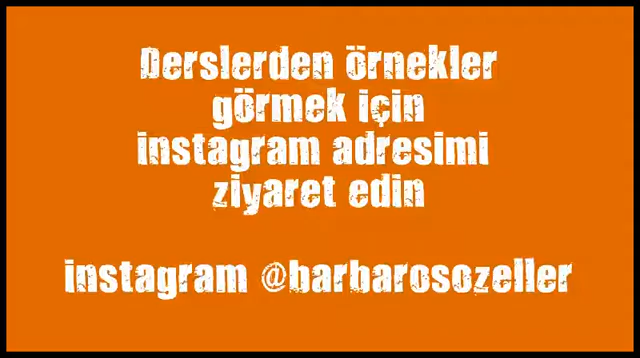 Derslerden örnekler
görmek için
instagram adresimi
ziyaret edin
instagram @barbarosozeller